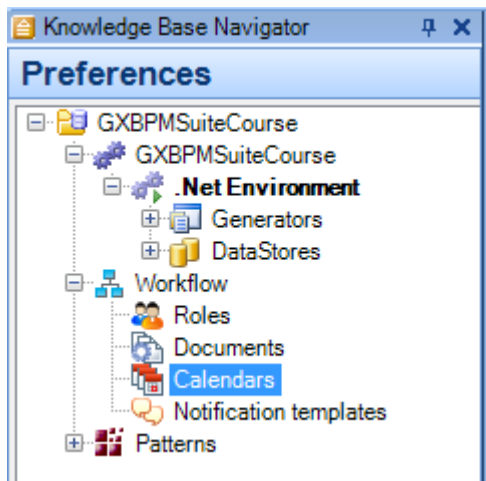 Knowledge Base Navigator
Preferences
GXBPMSuiteCourse
GXBPMSuiteCourse
.Net Environment
Generators
DataStores
Workflow
Roles
Documents
Calendars
Notification templates
Patterns